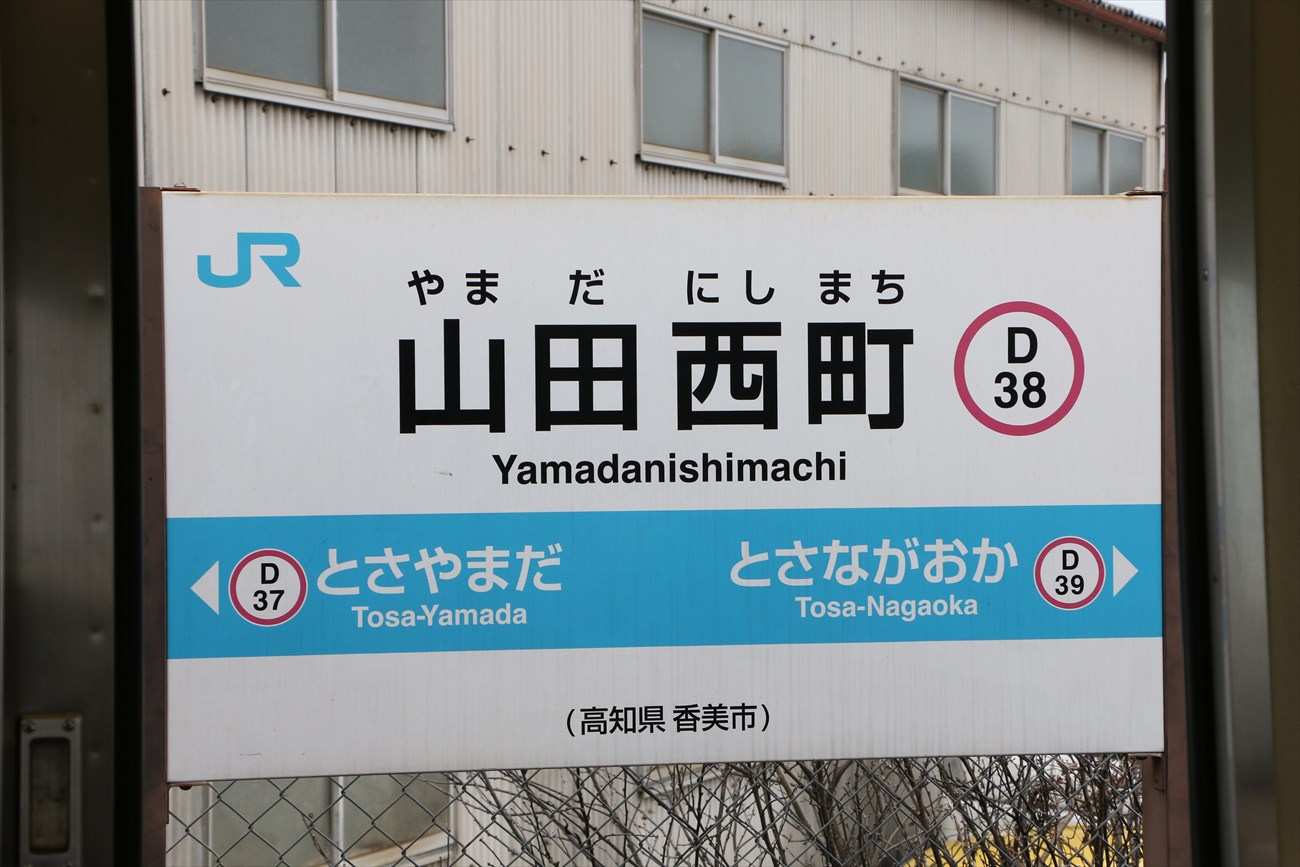 JR
やまだにしまち
山田西町
D
38
Yamadanishimachi
D
37
とさやまだ
Tosa-Yamada
とさながおか
Tosa-Nagaoka
D
39
(高知県 香美市)